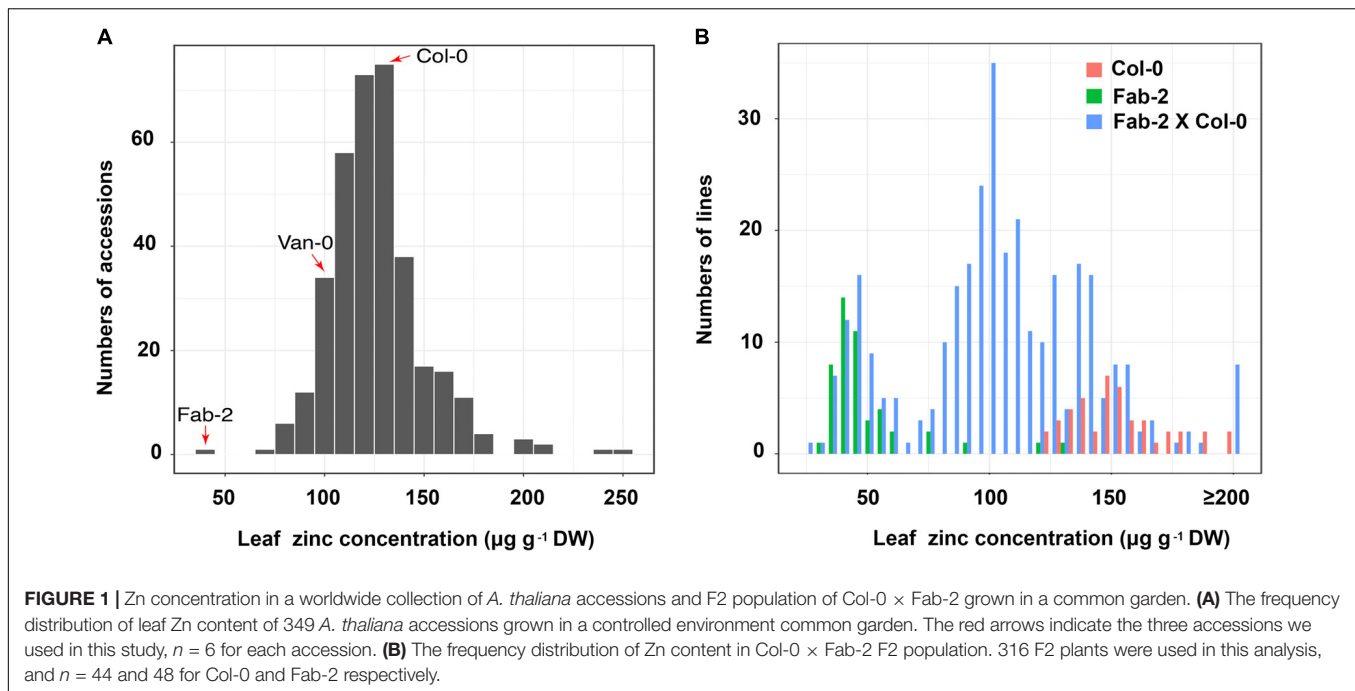 A
Numbers of accessions
60
40
20
0
Col-0
Van-0
Fab-2
50 100 150 200 250
Leaf zinc concentration (µg g⁻¹ DW)
B
Numbers of lines
30
20
10
0
Col-0
Fab-2
Fab-2 X Col-0
50 100 150 ≥200
Leaf zinc concentration (µg g⁻¹ DW)
FIGURE 1 | Zn concentration in a worldwide collection of A. thaliana accessions and F2 population of Col-0 × Fab-2 grown in a common garden. (A) The frequency
distribution of leaf Zn content of 349 A. thaliana accessions grown in a controlled environment common garden. The red arrows indicate the three accessions we
used in this study, n = 6 for each accession. (B) The frequency distribution of Zn content in Col-0 × Fab-2 F2 population. 316 F2 plants were used in this analysis,
and n = 44 and 48 for Col-0 and Fab-2 respectively.